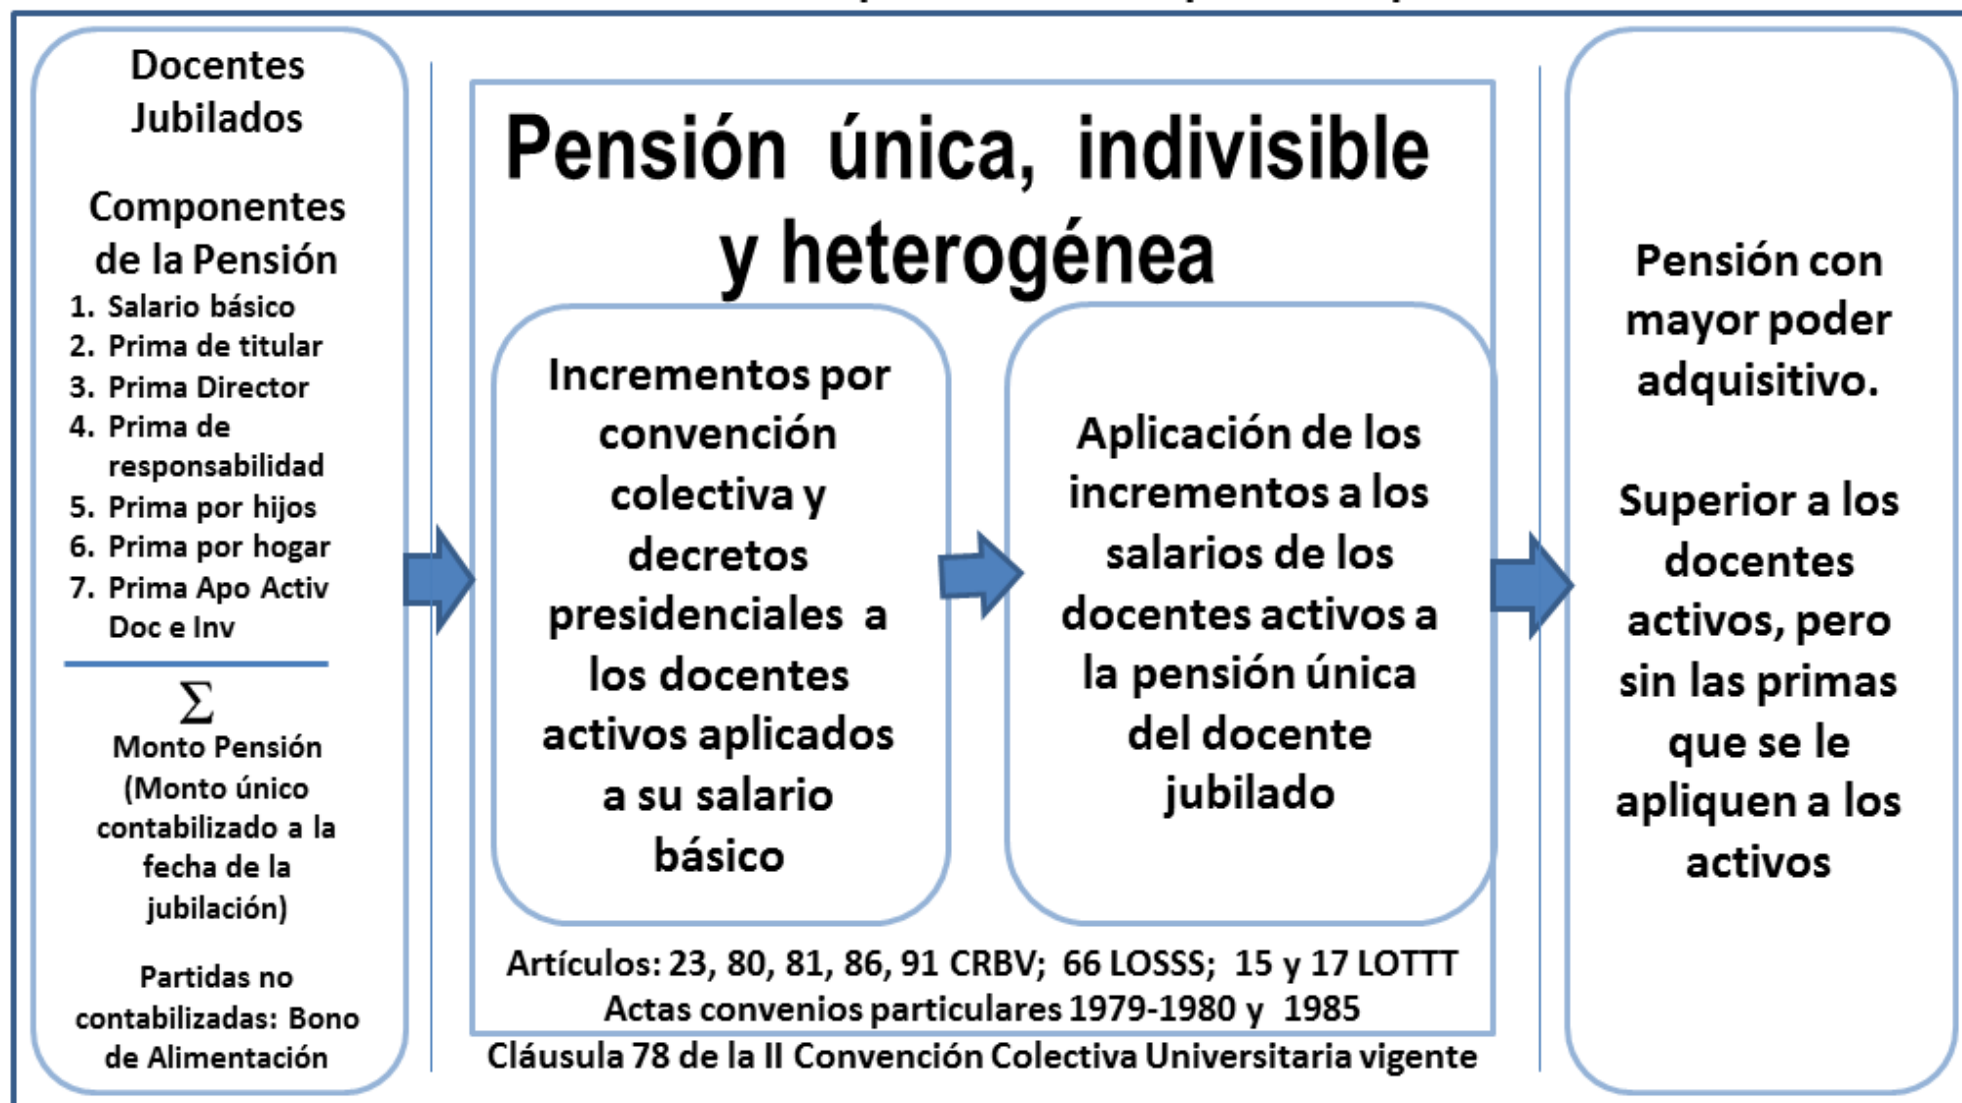 Docentes
Jubilados
Componentes
de la Pensión
1. Salario básico
2. Prima de titular
3. Prima Director
4. Prima de
responsabilidad
5. Prima por hijos
6. Prima por hogar
7. Prima Apo Activ
Doc e Inv
Σ
Monto Pensión
(Monto único
contabilizado a la
fecha de la
jubilación)
Partidas no
contabilizadas: Bono
de Alimentación
Pensión única, indivisible
y heterogénea
Incrementos por
convención
colectiva y
decretos
presidenciales a
los docentes
activos aplicados
a su salario
básico
Aplicación de los
incrementos a los
salarios de los
docentes activos a
la pensión única
del docente
jubilado
Artículos: 23, 80, 81, 86, 91 CRBV; 66 LOSSS; 15 y 17 LOTTT
Actas convenios particulares 1979-1980 y 1985
Cláusula 78 de la II Convención Colectiva Universitaria vigente
Pensión con
mayor poder
adquisitivo.
Superior a los
docentes
activos, pero
sin las primas
que se le
apliquen a los
activos